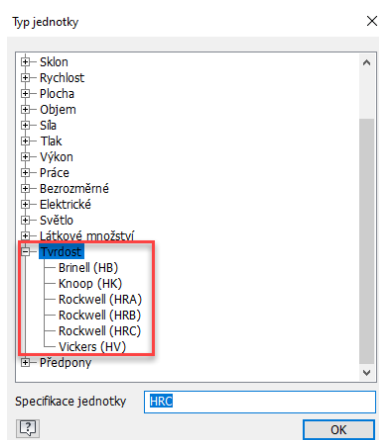 Typ jednotky
Sklon
Rychlost
Plocha
Objem
Síla
Tlak
Výkon
Práce
Bezrozměrné
Elektrické
Světlo
Látkové množství
Tvrdost
Brinell (HB)
Knoop (HK)
Rockwell (HRA)
Rockwell (HRB)
Rockwell (HRC)
Vickers (HV)
Předpony
Specifikace jednotky HRC
OK